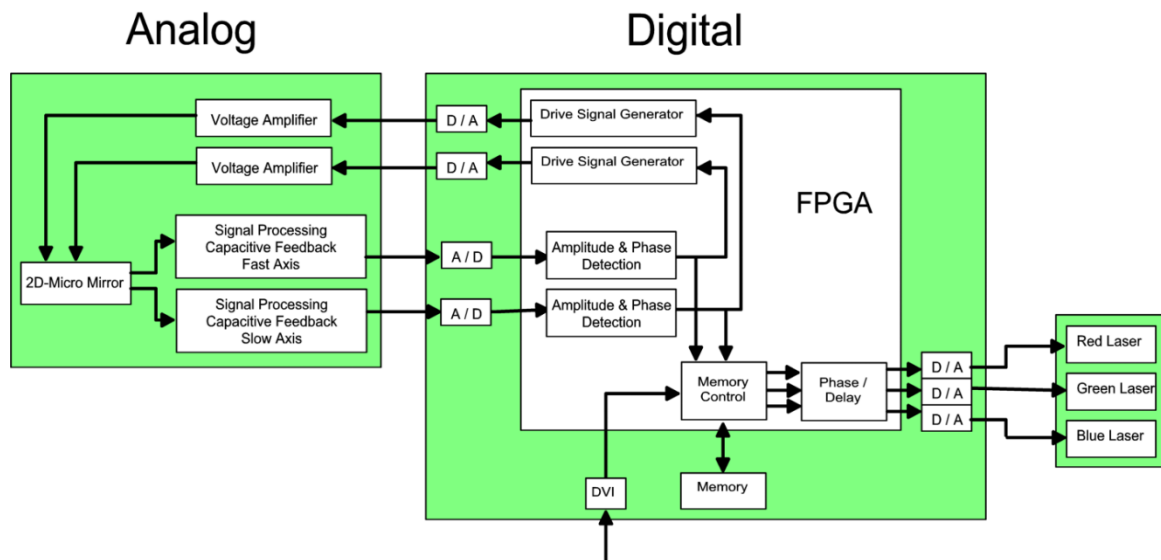 Analog
Digital
Voltage Amplifier
D / A
Drive Signal Generator
Voltage Amplifier
D / A
Drive Signal Generator
FPGA
Signal Processing
Capacitive Feedback
Fast Axis
A / D
Amplitude & Phase
Detection
2D-Micro Mirror
Signal Processing
Capacitive Feedback
Slow Axis
A / D
Amplitude & Phase
Detection
Memory
Control
Phase /
Delay
D / A
D / A
D / A
Red Laser
Green Laser
Blue Laser
DVI
Memory